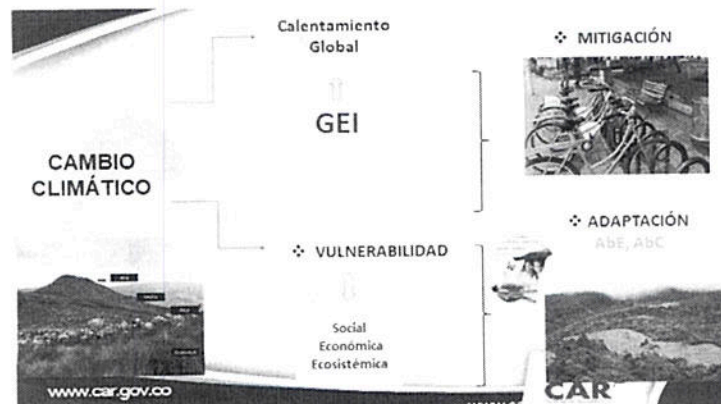 CAMBIO
CLIMÁTICO
Calentamiento
Global
GEI
❖ VULNERABILIDAD
Social
Económica
Ecosistémica
❖ MITIGACIÓN
❖ ADAPTACIÓN
AbE, AbC
www.car.gov.co
CAR